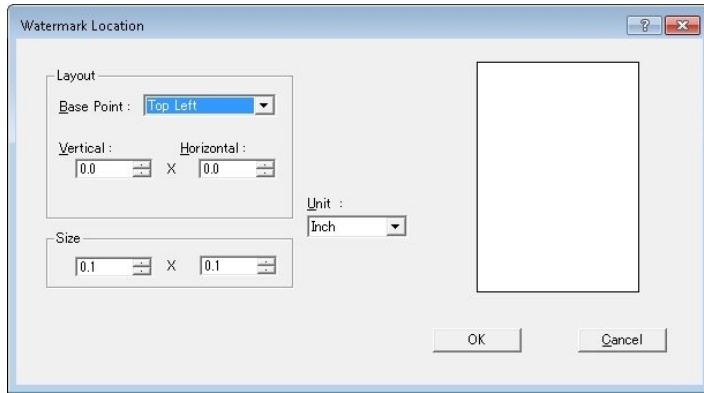 Watermark Location
Layout
Base Point : Top Left
Vertical : Horizontal :
0.0 X 0.0
Unit :
Inch
Size
0.1 X 0.1
OK Cancel